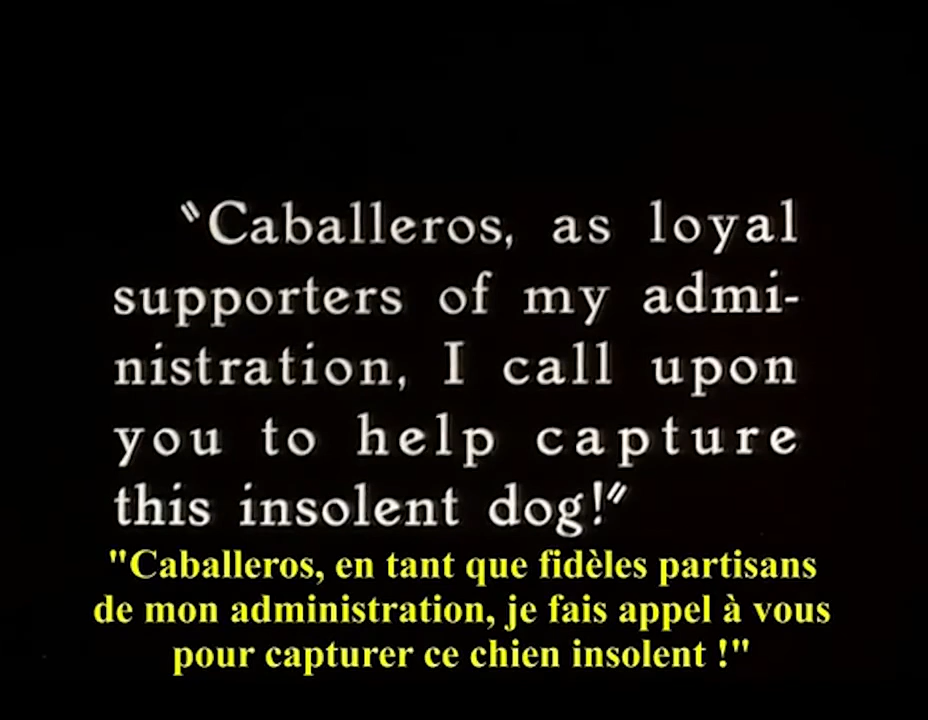 "Caballeros, as loyal
supporters of my admi-
nistration, I call upon
you to help capture
this insolent dog!"
"Caballeros, en tant que fidèles partisans
de mon administration, je fais appel à vous
pour capturer ce chien insolent !"